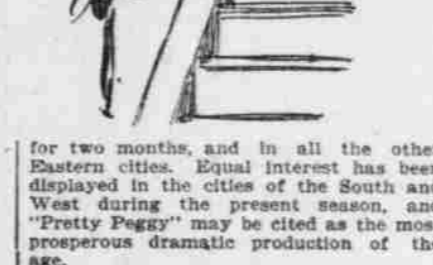 for two months, and in all the othe
Eastern cities. Equal interest has bee
displayed in the cities of the South an
West during the present season, an
"Pretty Peggy" may be cited as the mos
prosperous dramatic production of th
age.